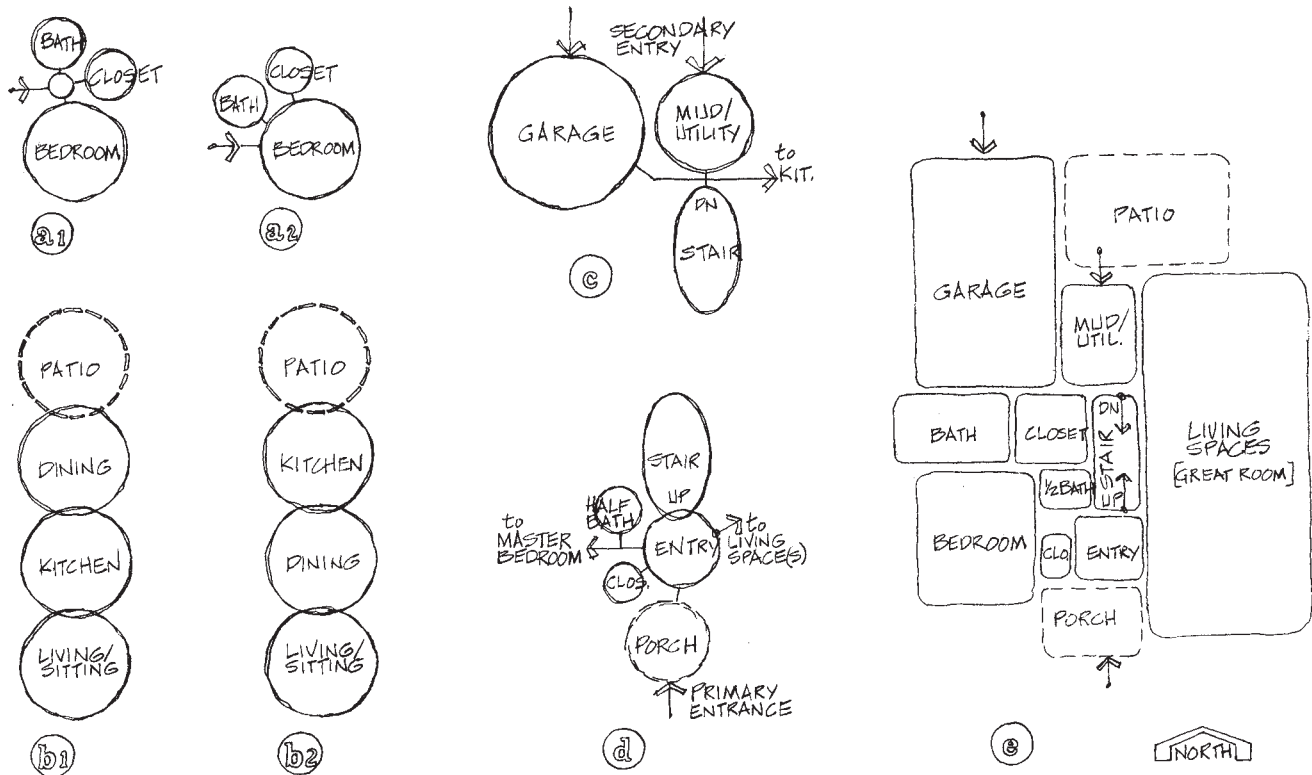 BATH
CLOSET
BEDROOM
a1
CLOSET
BATH
BEDROOM
a2
SECONDARY
ENTRY
GARAGE
MUD/
UTILITY
to
KIT.
DN
STAIR
c
PATIO
DINING
KITCHEN
LIVING/
SITTING
b1
PATIO
KITCHEN
DINING
LIVING/
SITTING
b2
STAIR
UP
HALF
BATH
to
MASTER
BEDROOM
ENTRY
to
LIVING
SPACE(S)
CLOS.
PORCH
PRIMARY
ENTRANCE
d
PATIO
GARAGE
MUD/
UTIL.
BATH
CLOSET
DN
STAIR
UP
LIVING
SPACES
[GREAT ROOM]
½ BATH
BEDROOM
CLO.
ENTRY
PORCH
e
NORTH